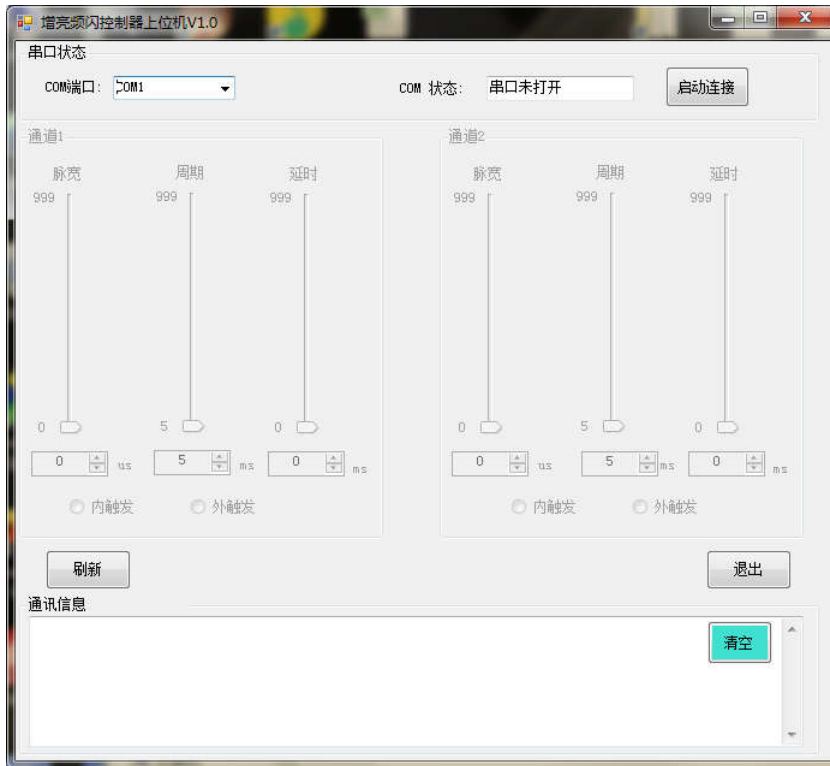 增亮频闪控制器上位机V1.0
串口状态
COM端口: COM1 COM 状态: 串口未打开 启动连接
通道1 通道2
脉宽 周期 延时 脉宽 周期 延时
999 999 999 999 999 999
0 5 0 0 5 0
0 us 5 ms 0 ms 0 us 5 ms 0 ms
内触发 外触发 内触发 外触发
刷新 退出
通讯信息
清空